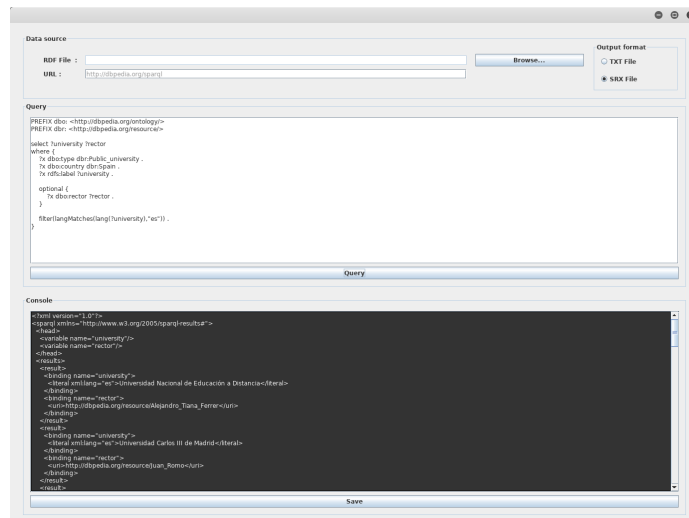 Data source
RDF File :
Browse...
URL :
http://dbpedia.org/sparql
Output format
TXT File
SRX File
Query
PREFIX dbo: <http://dbpedia.org/ontology/>
PREFIX dbr: <http://dbpedia.org/resource/>
select ?university ?rector
where {
?x dbo:type dbr:Public_university .
?x dbo:country dbr:Spain .
?x rdfs:label ?university .
optional {
?x dbo:rector ?rector .
}
filter(langMatches(lang(?university),"es")) .
}
Query
Console
<?xml version="1.0"?>
<sparql xmlns="http://www.w3.org/2005/sparql-results#">
<head>
<variable name="university"/>
<variable name="rector"/>
</head>
<results>
<result>
<binding name="university">
<literal xml:lang="es">Universidad Nacional de Educación a Distancia</literal>
</binding>
<binding name="rector">
<uri>http://dbpedia.org/resource/Alejandro_Tiana_Ferrer</uri>
</binding>
</result>
<result>
<binding name="university">
<literal xml:lang="es">Universidad Carlos III de Madrid</literal>
</binding>
<binding name="rector">
<uri>http://dbpedia.org/resource/Juan_Romo</uri>
</binding>
</result>
<result>
Save